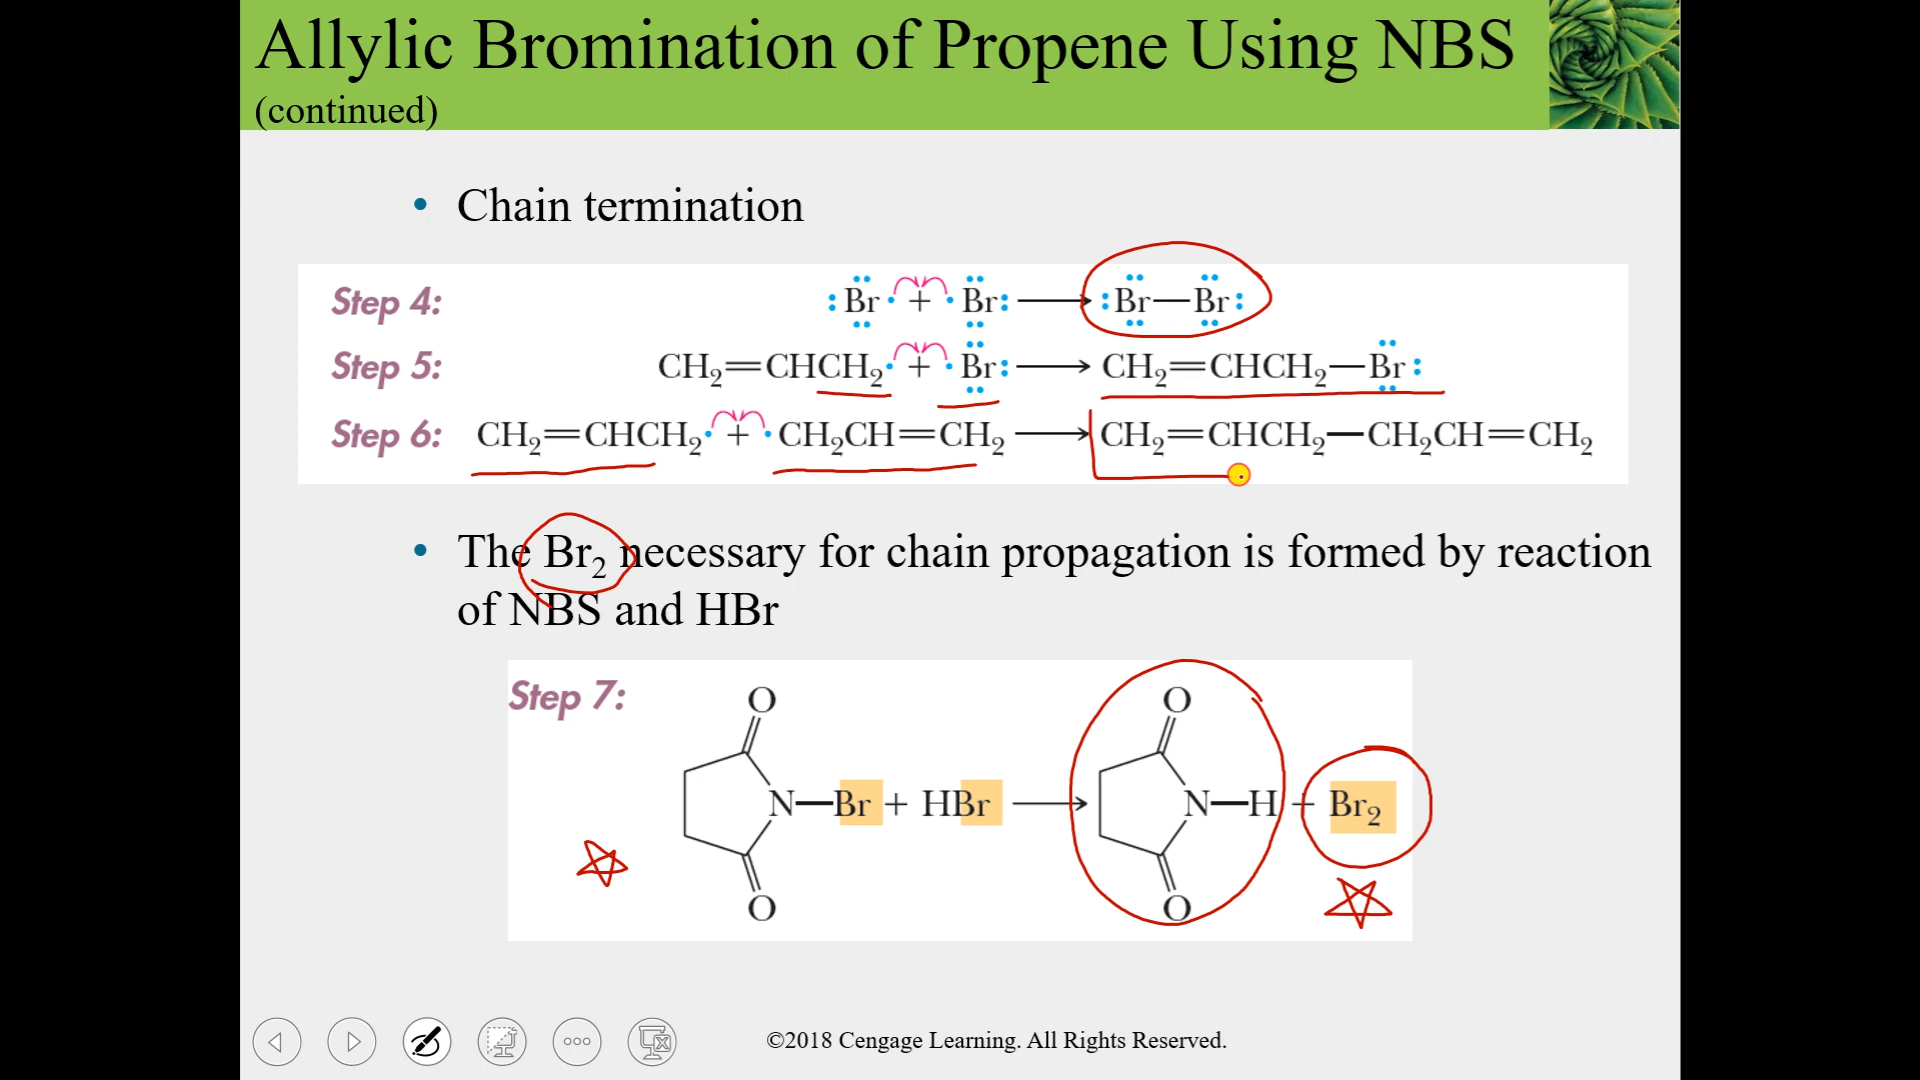 Allylic Bromination of Propene Using NBS
(continued)
• Chain termination
Step 4: :Br· + ·Br: ⟶ :Br—Br:
Step 5: CH₂=CHCH₂· + ·Br: ⟶ CH₂=CHCH₂—Br:
Step 6: CH₂=CHCH₂· + ·CH₂CH=CH₂ ⟶ CH₂=CHCH₂—CH₂CH=CH₂
• The Br₂ necessary for chain propagation is formed by reaction
of NBS and HBr
Step 7:
O O
N—Br + HBr ⟶ N—H + Br₂
O O
©2018 Cengage Learning. All Rights Reserved.